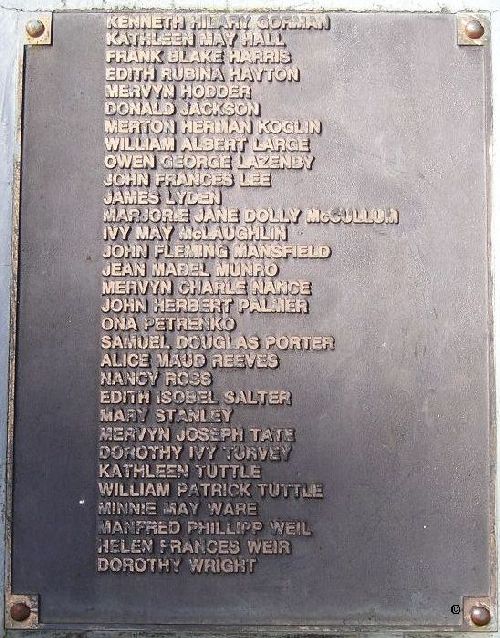 KENNETH HILARY GORMAN
KATHLEEN MAY HALL
FRANK BLAKE HARRIS
EDITH RUBINA HAYTON
MERVYN HODDER
DONALD JACKSON
MERTON HERMAN KOGLIN
WILLIAM ALBERT LARGE
OWEN GEORGE LAZENBY
JOHN FRANCES LEE
JAMES LYDEN
MARJORIE JANE DOLLY McCULLUM
IVY MAY McLAUGHLIN
JOHN FLEMING MANSFIELD
JEAN MABEL MUNRO
MERVYN CHARLE NANCE
JOHN HERBERT PALMER
ONA PETRENKO
SAMUEL DOUGLAS PORTER
ALICE MAUD REEVES
NANCY ROSS
EDITH ISOBEL SALTER
MARY STANLEY
MERVYN JOSEPH TATE
DOROTHY IVY TURVEY
KATHLEEN TUTTLE
WILLIAM PATRICK TUTTLE
MINNIE MAY WARE
MANFRED PHILLIPP WEIL
HELEN FRANCES WEIR
DOROTHY WRIGHT
©